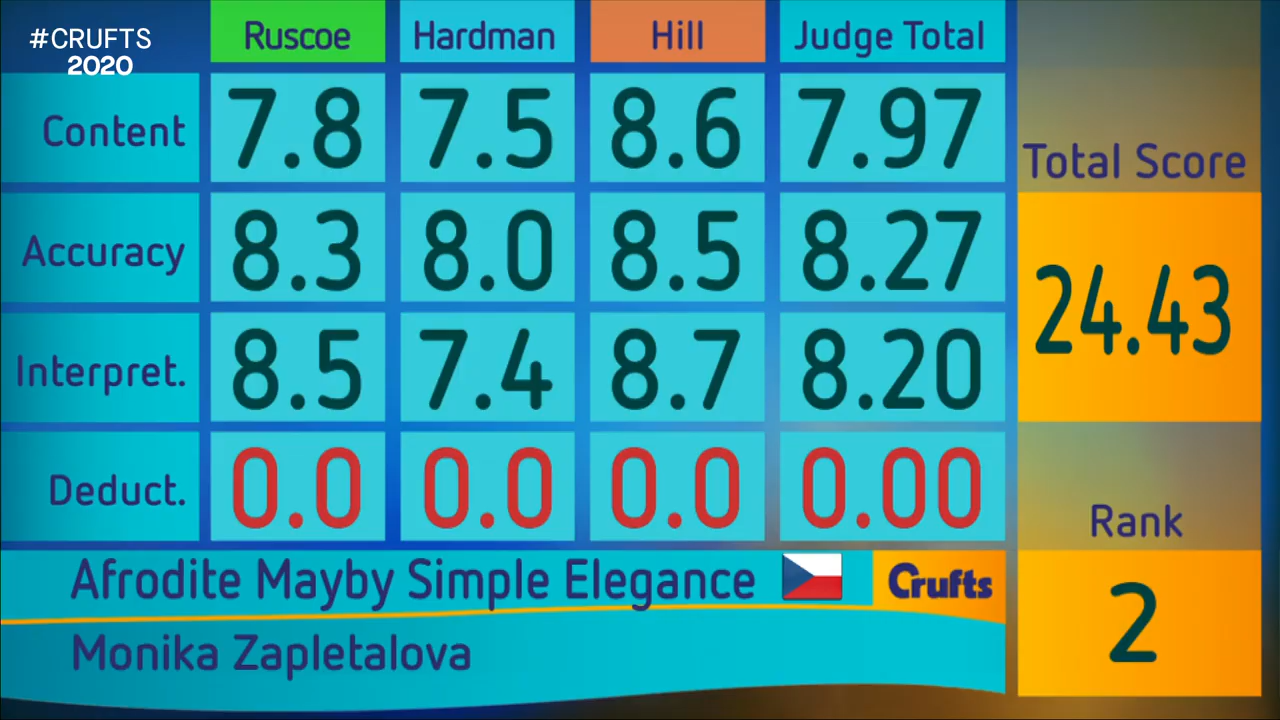 #CRUFTS
2020
Ruscoe Hardman Hill Judge Total
Content 7.8 7.5 8.6 7.97
Accuracy 8.3 8.0 8.5 8.27
Interpret. 8.5 7.4 8.7 8.20
Deduct. 0.0 0.0 0.0 0.00
Total Score
24.43
Rank
2
Afrodite Mayby Simple Elegance Crufts
Monika Zapletalova